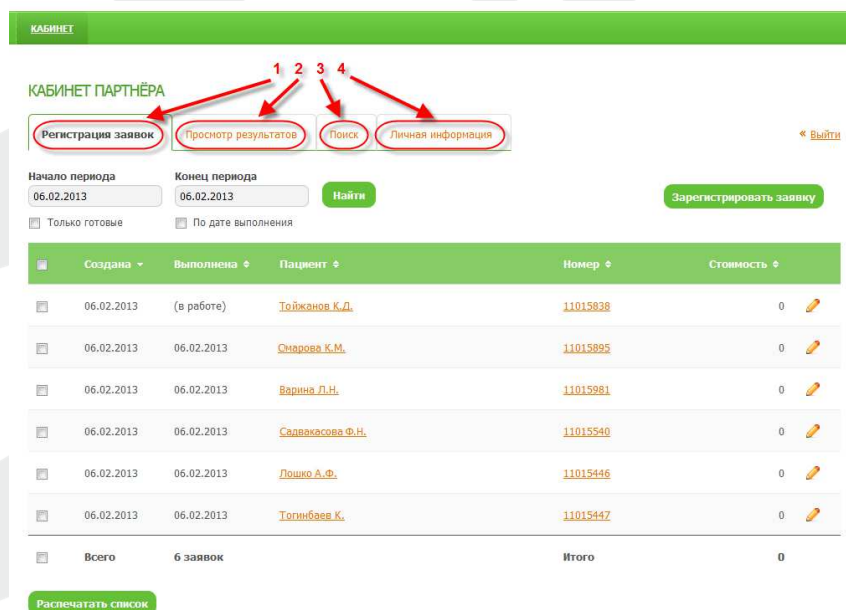 КАБИНЕТ
1 2 3 4
КАБИНЕТ ПАРТНЁРА
Регистрация заявок Просмотр результатов Поиск Личная информация « Выйти
Начало периода Конец периода
06.02.2013 06.02.2013 Найти Зарегистрировать заявку
Только готовые По дате выполнения
Создана Выполнена Пациент Номер Стоимость
06.02.2013 (в работе) Тойжанов К.Д. 11015838 0
06.02.2013 06.02.2013 Омарова К.М. 11015895 0
06.02.2013 06.02.2013 Варина Л.Н. 11015981 0
06.02.2013 06.02.2013 Садвакасова Ф.Н. 11015540 0
06.02.2013 06.02.2013 Лошко А.Ф. 11015446 0
06.02.2013 06.02.2013 Тогинбаев К. 11015447 0
Всего 6 заявок Итого 0
Распечатать список